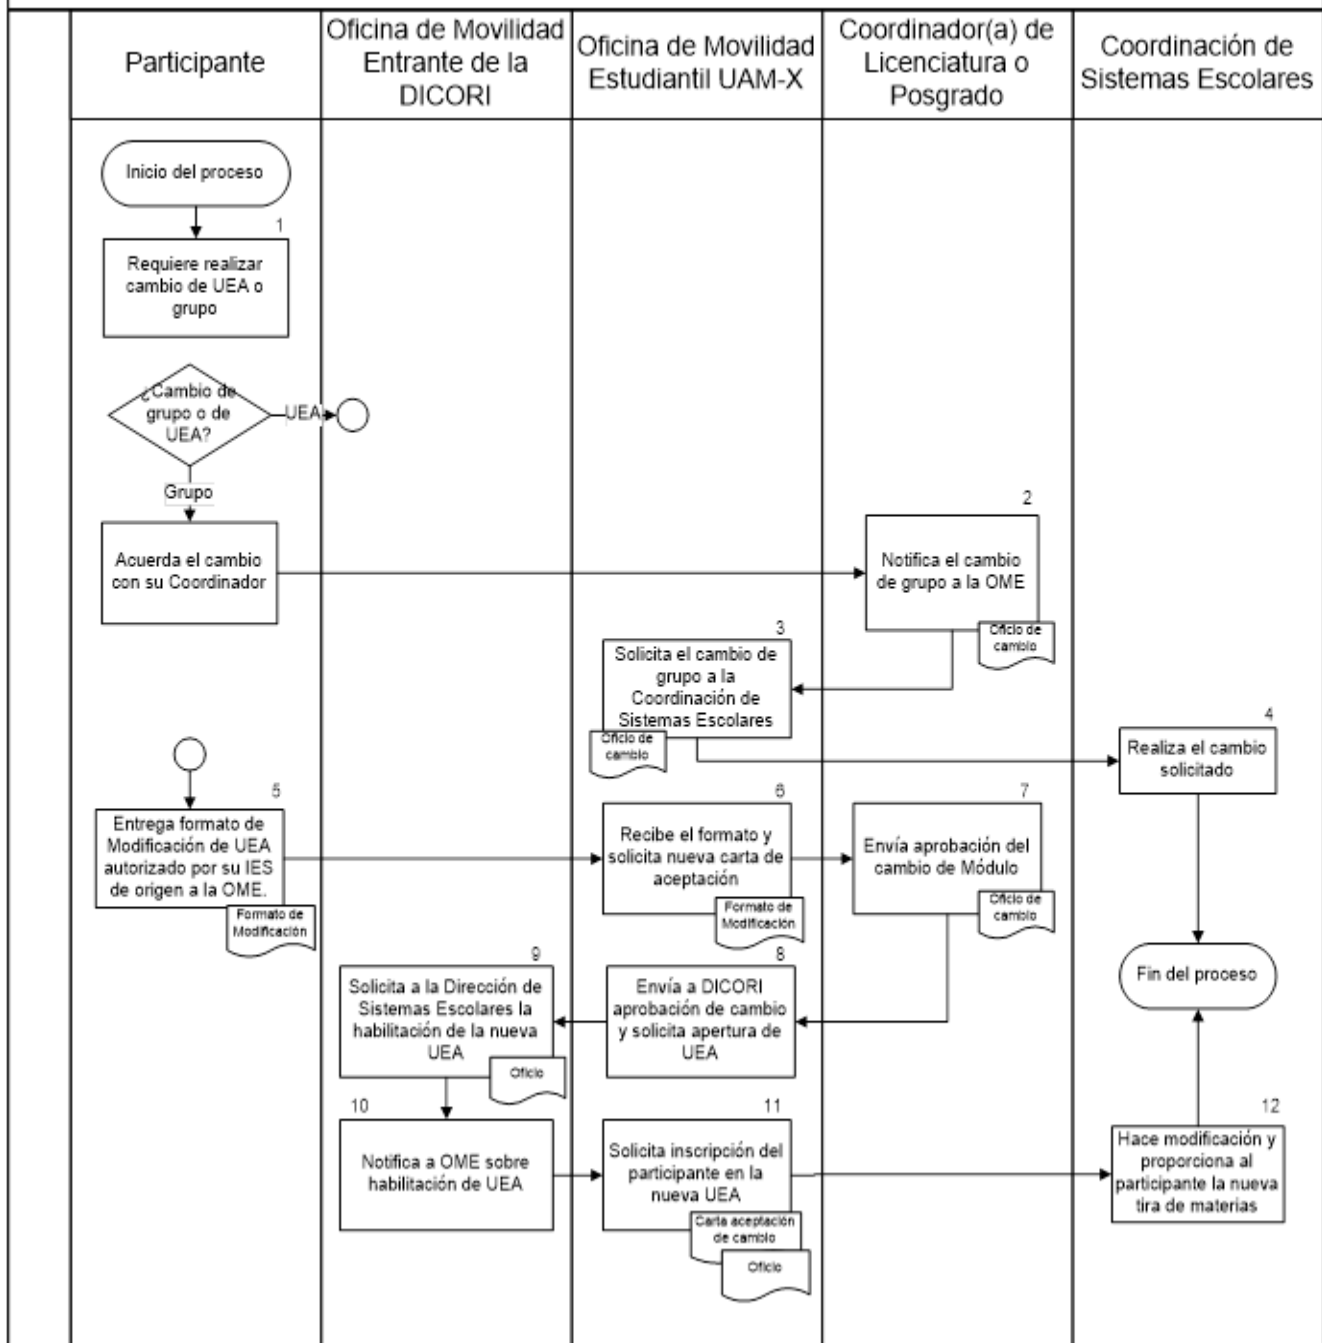 Participante
Oficina de Movilidad
Entrante de la
DICORI
Oficina de Movilidad
Estudiantil UAM-X
Coordinador(a) de
Licenciatura o
Posgrado
Coordinación de
Sistemas Escolares
Inicio del proceso
1
Requiere realizar
cambio de UEA o
grupo
¿Cambio de
grupo o de
UEA?
UEA
Grupo
Acuerda el cambio
con su Coordinador
2
Notifica el cambio
de grupo a la OME
Oficio de
cambio
3
Solicita el cambio de
grupo a la
Coordinación de
Sistemas Escolares
Oficio de
cambio
4
Realiza el cambio
solicitado
5
Entrega formato de
Modificación de UEA
autorizado por su IES
de origen a la OME.
Formato de
Modificación
6
Recibe el formato y
solicita nueva carta de
aceptación
Formato de
Modificación
7
Envía aprobación del
cambio de Módulo
Oficio de
cambio
8
Envía a DICORI
aprobación de cambio
y solicita apertura de
UEA
9
Solicita a la Dirección de
Sistemas Escolares la
habilitación de la nueva
UEA
Oficio
Fin del proceso
10
Notifica a OME sobre
habilitación de UEA
11
Solicita inscripción del
participante en la
nueva UEA
Carta aceptación
de cambio
Oficio
12
Hace modificación y
proporciona al
participante la nueva
tira de materias